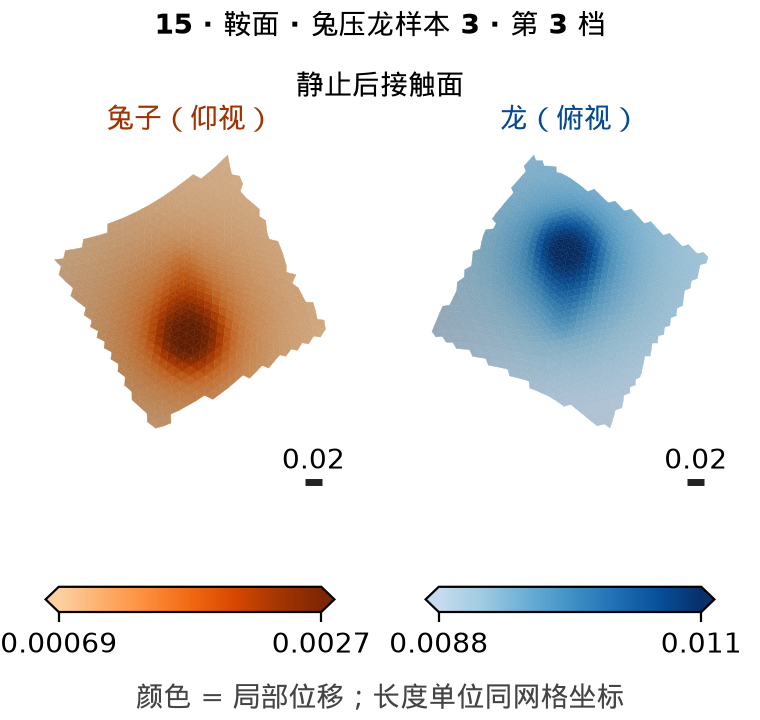 15 · 鞍面 · 兔压龙样本 3 · 第 3 档
静止后接触面
兔子（仰视）
龙（俯视）
0.02
0.02
0.00069
0.0027
0.0088
0.011
颜色 = 局部位移；长度单位同网格坐标